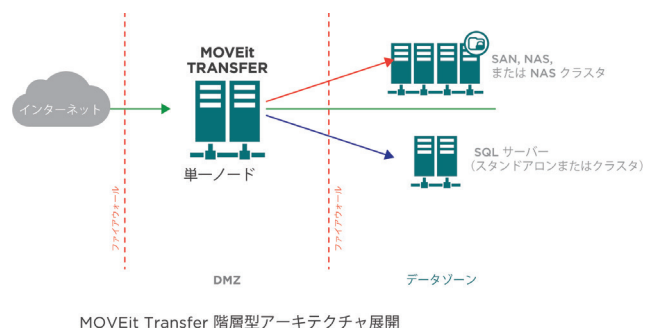 MOVEit
TRANSFER
SAN, NAS,
または NAS クラスタ
インターネット
SQL サーバー
(スタンドアロンまたはクラスタ)
単一ノード
ファイアウォール
ファイアウォール
DMZ
データゾーン
MOVEit Transfer 階層型アーキテクチャ展開